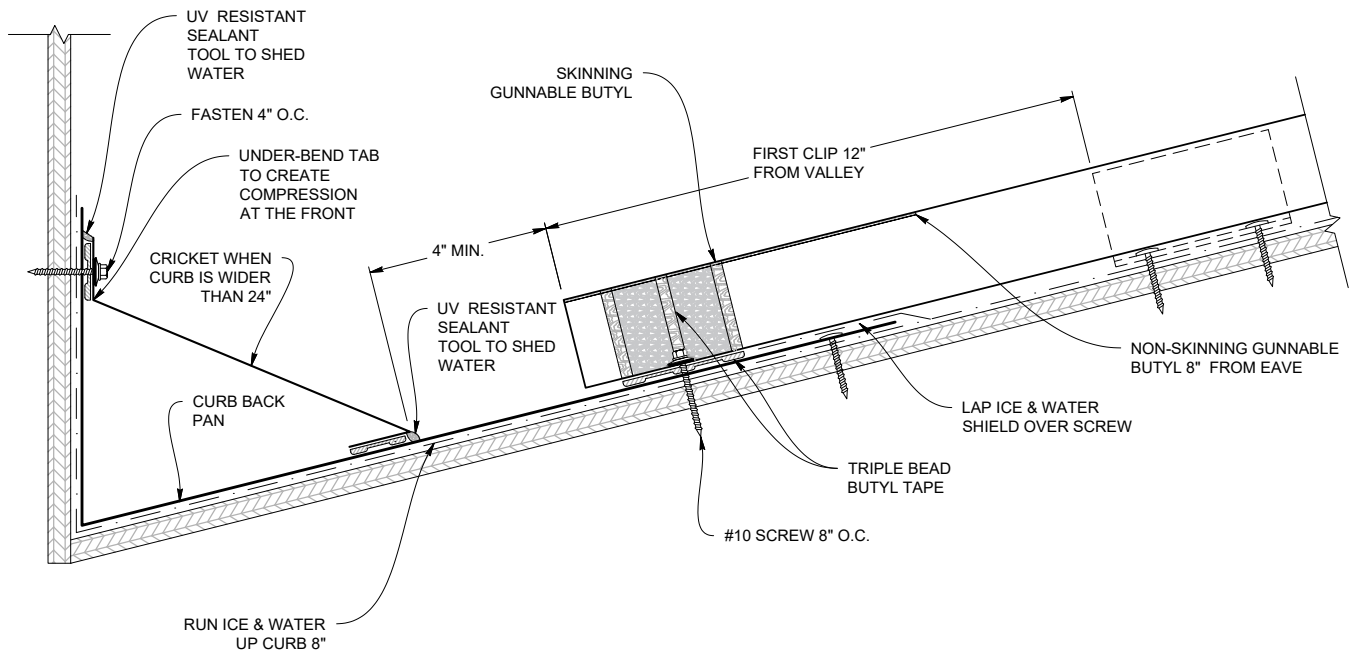 UV RESISTANT
SEALANT
TOOL TO SHED
WATER
FASTEN 4" O.C.
UNDER-BEND TAB
TO CREATE
COMPRESSION
AT THE FRONT
CRICKET WHEN
CURB IS WIDER
THAN 24"
CURB BACK
PAN
RUN ICE & WATER
UP CURB 8"
4" MIN.
UV RESISTANT
SEALANT
TOOL TO SHED
WATER
SKINNING
GUNNABLE BUTYL
FIRST CLIP 12"
FROM VALLEY
NON-SKINNING GUNNABLE
BUTYL 8" FROM EAVE
LAP ICE & WATER
SHIELD OVER SCREW
TRIPLE BEAD
BUTYL TAPE
#10 SCREW 8" O.C.